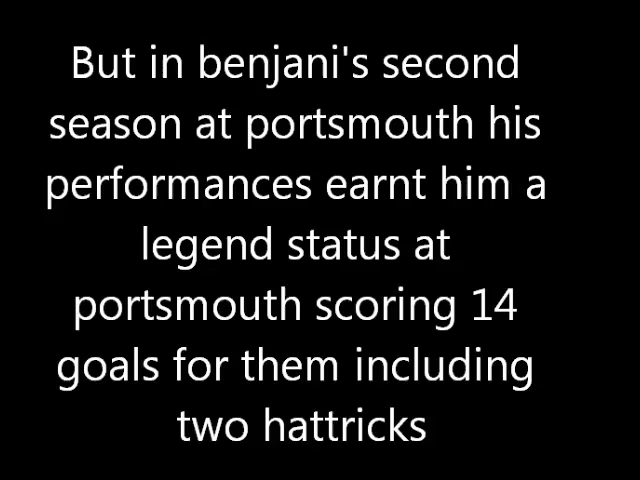 But in benjani's second
season at portsmouth his
performances earnt him a
legend status at
portsmouth scoring 14
goals for them including
two hattricks